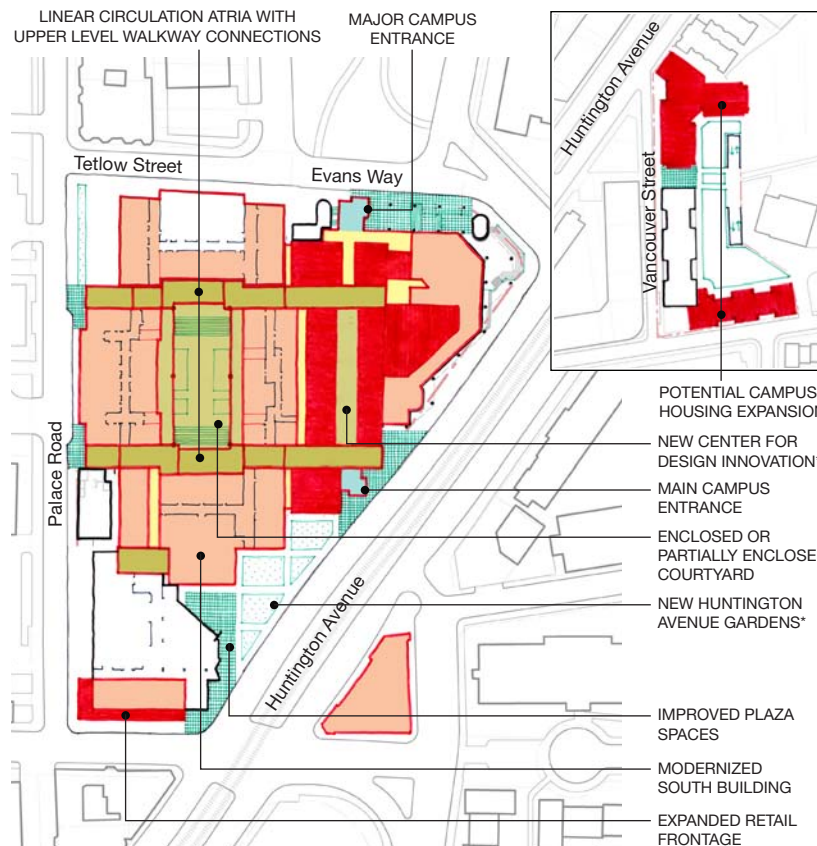 LINEAR CIRCULATION ATRIA WITH
UPPER LEVEL WALKWAY CONNECTIONS
MAJOR CAMPUS
ENTRANCE
Huntington Avenue
Vancouver Street
Tetlow Street
Evans Way
Palace Road
Huntington Avenue
POTENTIAL CAMPUS
HOUSING EXPANSION
NEW CENTER FOR
DESIGN INNOVATION*
MAIN CAMPUS
ENTRANCE
ENCLOSED OR
PARTIALLY ENCLOSE
COURTYARD
NEW HUNTINGTON
AVENUE GARDENS*
IMPROVED PLAZA
SPACES
MODERNIZED
SOUTH BUILDING
EXPANDED RETAIL
FRONTAGE